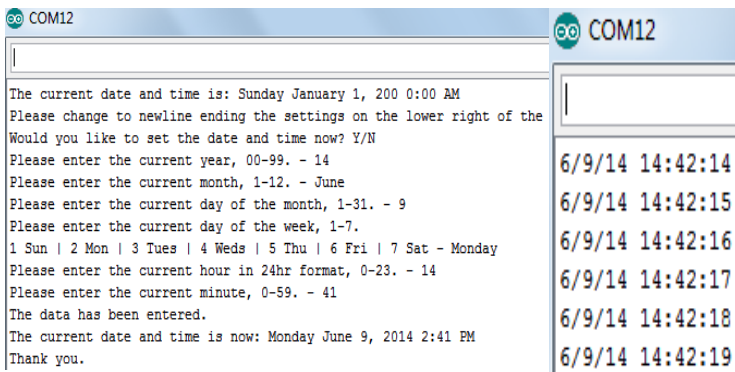 COM12
The current date and time is: Sunday January 1, 200 0:00 AM
Please change to newline ending the settings on the lower right of the
Would you like to set the date and time now? Y/N
Please enter the current year, 00-99. - 14
Please enter the current month, 1-12. - June
Please enter the current day of the month, 1-31. - 9
Please enter the current day of the week, 1-7.
1 Sun | 2 Mon | 3 Tues | 4 Weds | 5 Thu | 6 Fri | 7 Sat - Monday
Please enter the current hour in 24hr format, 0-23. - 14
Please enter the current minute, 0-59. - 41
The data has been entered.
The current date and time is now: Monday June 9, 2014 2:41 PM
Thank you.
COM12
6/9/14 14:42:14
6/9/14 14:42:15
6/9/14 14:42:16
6/9/14 14:42:17
6/9/14 14:42:18
6/9/14 14:42:19